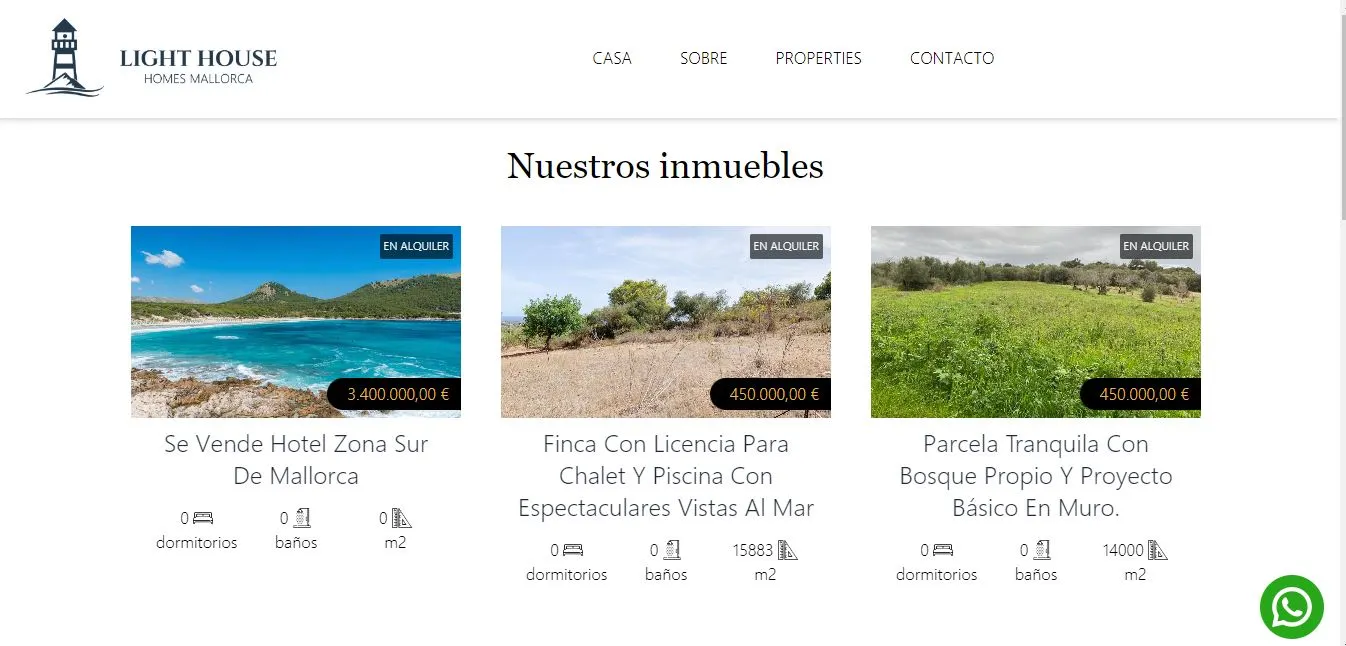 LIGHT HOUSE
HOMES MALLORCA
CASA
SOBRE
PROPERTIES
CONTACTO
Nuestros inmuebles
EN ALQUILER
3.400.000,00 €
Se Vende Hotel Zona Sur
De Mallorca
0
dormitorios
0
baños
0
m2
EN ALQUILER
450.000,00 €
Finca Con Licencia Para
Chalet Y Piscina Con
Espectaculares Vistas Al Mar
0
dormitorios
0
baños
15883
m2
EN ALQUILER
450.000,00 €
Parcela Tranquila Con
Bosque Propio Y Proyecto
Básico En Muro.
0
dormitorios
0
baños
14000
m2